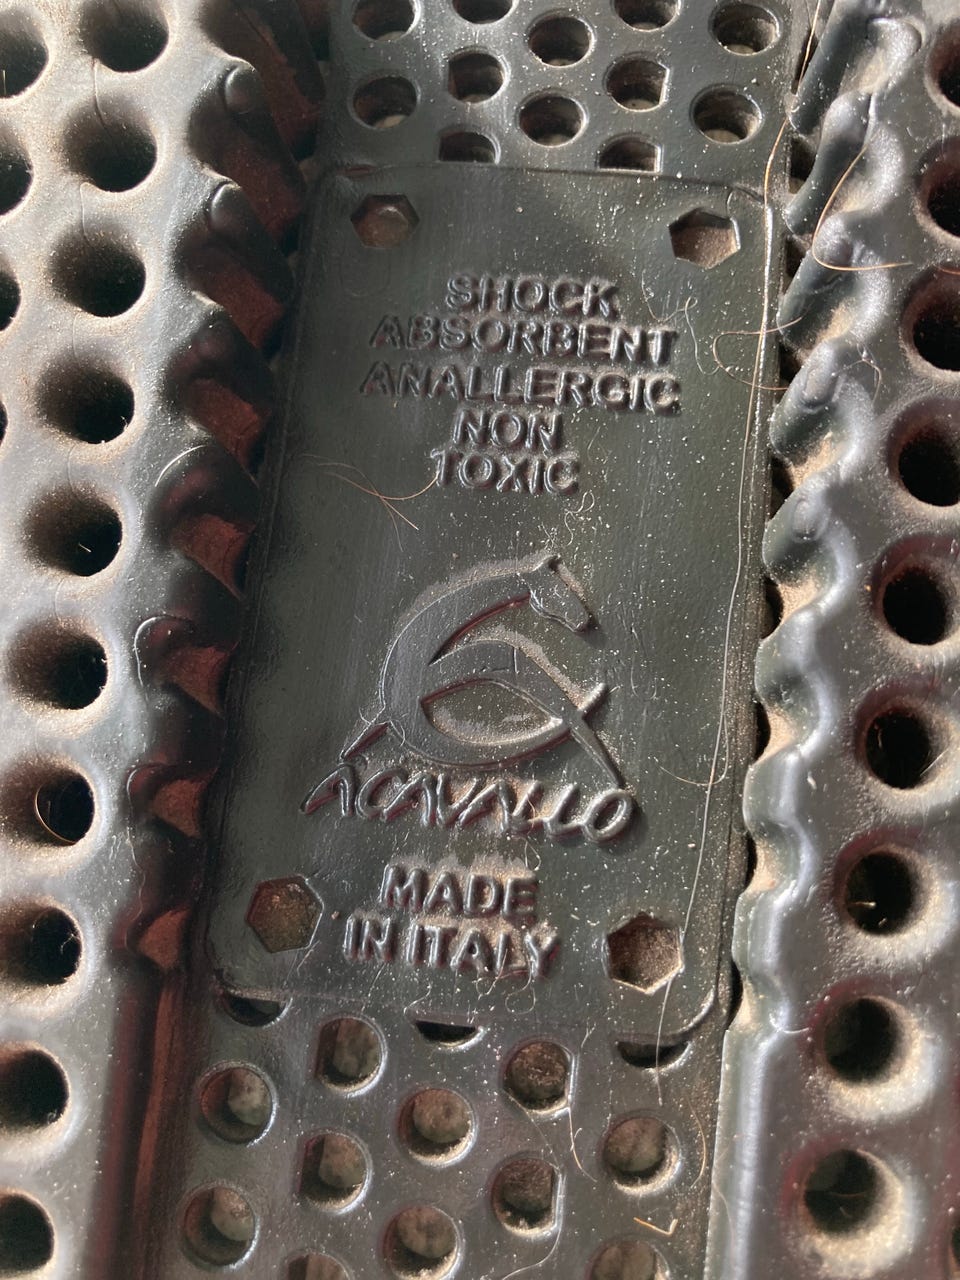 SHOCK
ABSORBENT
ANALLERGIC
NON
TOXIC
ACAVALLO
MADE
IN ITALY